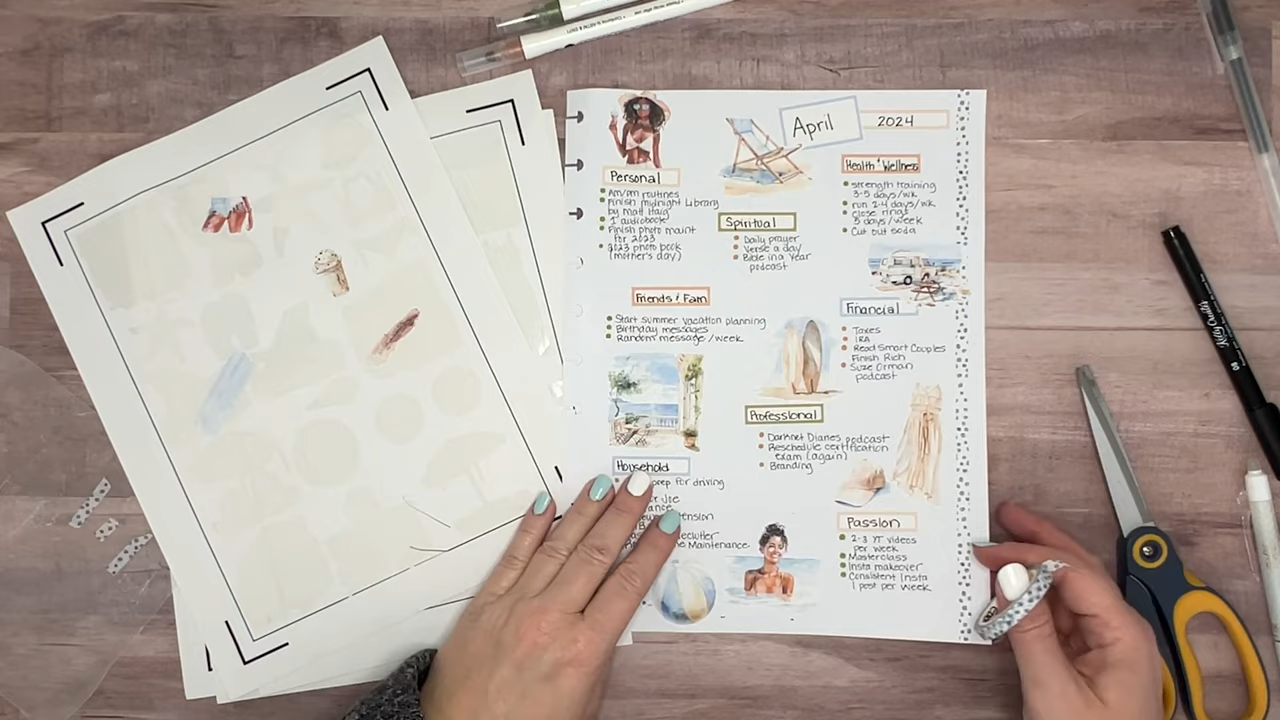 April
2024
Personal
Am/pm routines
Finish Midnight Library
by Matt Haig
1 audiobook
Finish photo maint
for 2023
2023 photo book
(mother's day)
Spiritual
Daily prayer
Verse a day
Bible in a Year
podcast
Health & Wellness
strength training
3-5 days/wk
run 2-4 days/wk
close rings
5 days/week
Cut out soda
Friends & Fam
Start summer vacation planning
Birthday messages
Random message/week
Financial
Taxes
IRA
Read Smart Couples
Finish Rich
Suze Orman
podcast
Professional
Darknet Diaries podcast
Reschedule certification
exam (again)
Branding
Household
prep for driving
Joe
Maintenance
Passion
2-3 YT videos
per week
Masterclass
Insta makeover
Consistent Insta
1 post per week
Kelly Creates